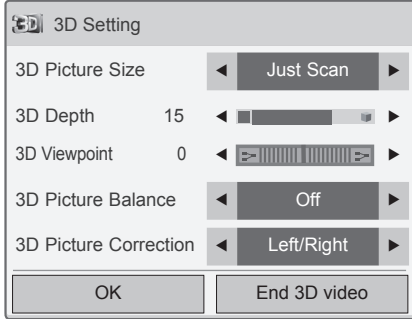 3D 3D Setting
3D Picture Size ◀ Just Scan ▶
3D Depth 15 ◀ ▶
3D Viewpoint 0 ◀ ▶
3D Picture Balance ◀ Off ▶
3D Picture Correction ◀ Left/Right ▶
OK End 3D video